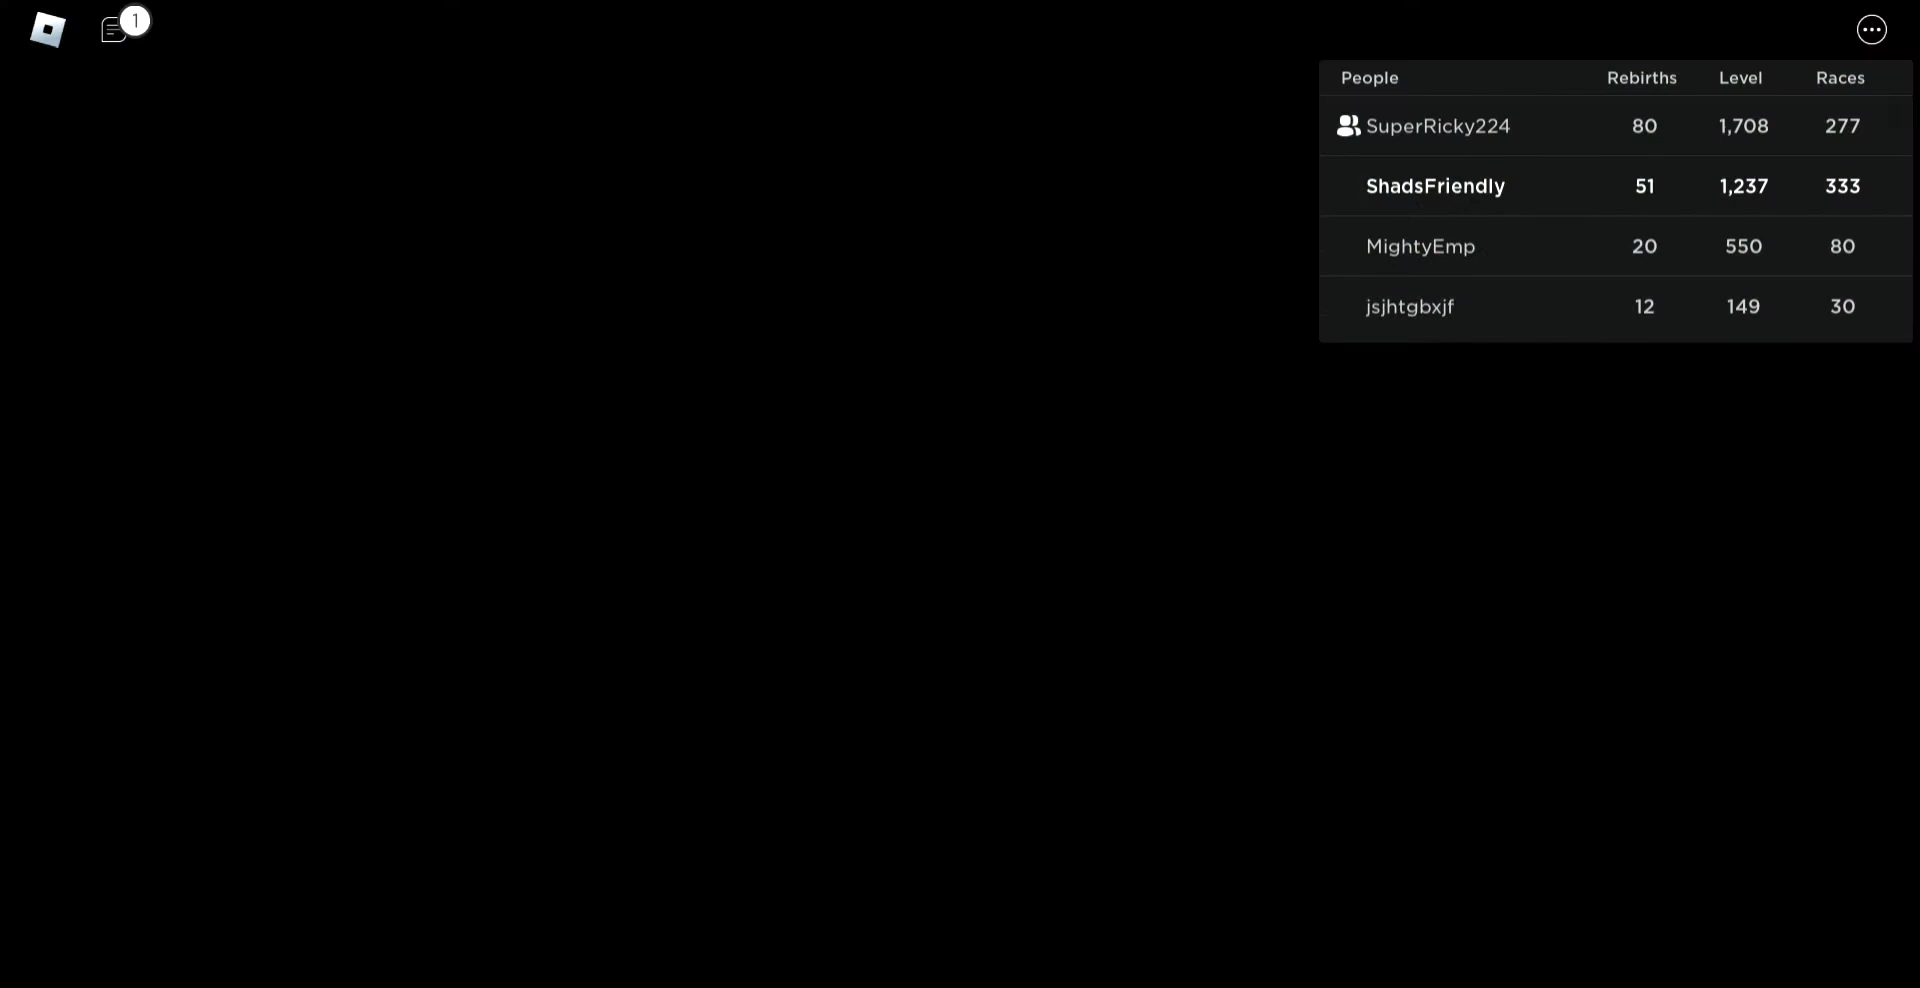 1
People Rebirths Level Races
SuperRicky224 80 1,708 277
ShadsFriendly 51 1,237 333
MightyEmp 20 550 80
jsjhtgbxjf 12 149 30